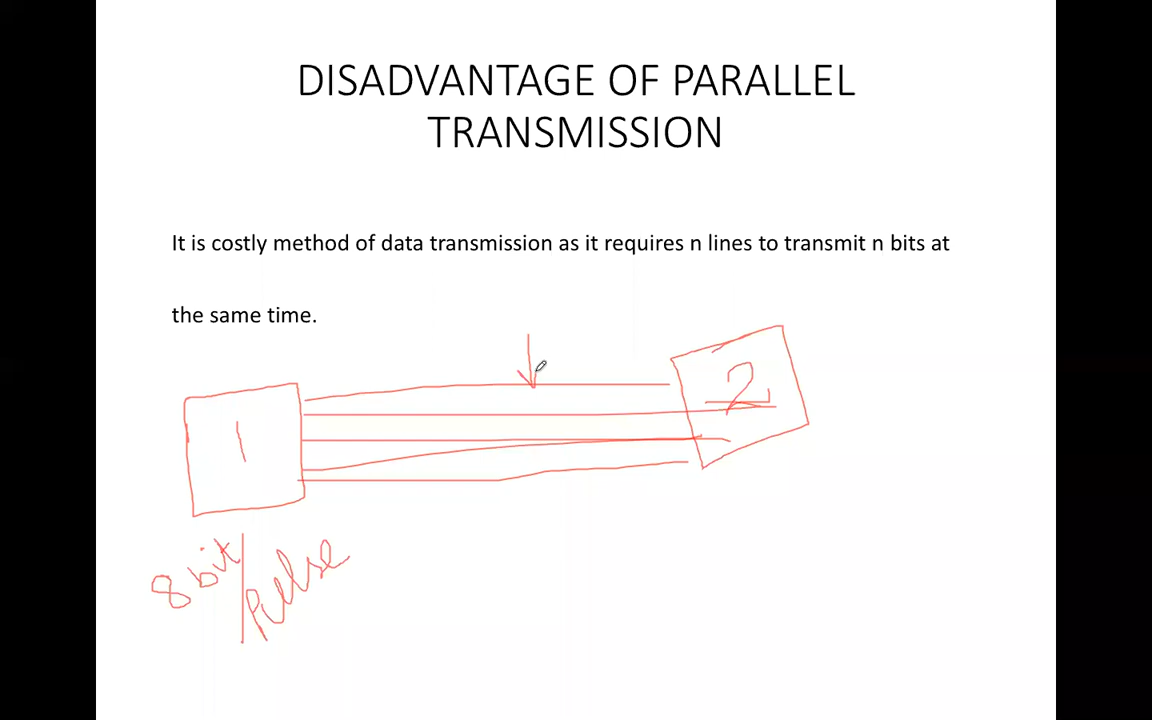 DISADVANTAGE OF PARALLEL
TRANSMISSION
It is costly method of data transmission as it requires n lines to transmit n bits at
the same time.
1
2
8 bit/Pulse